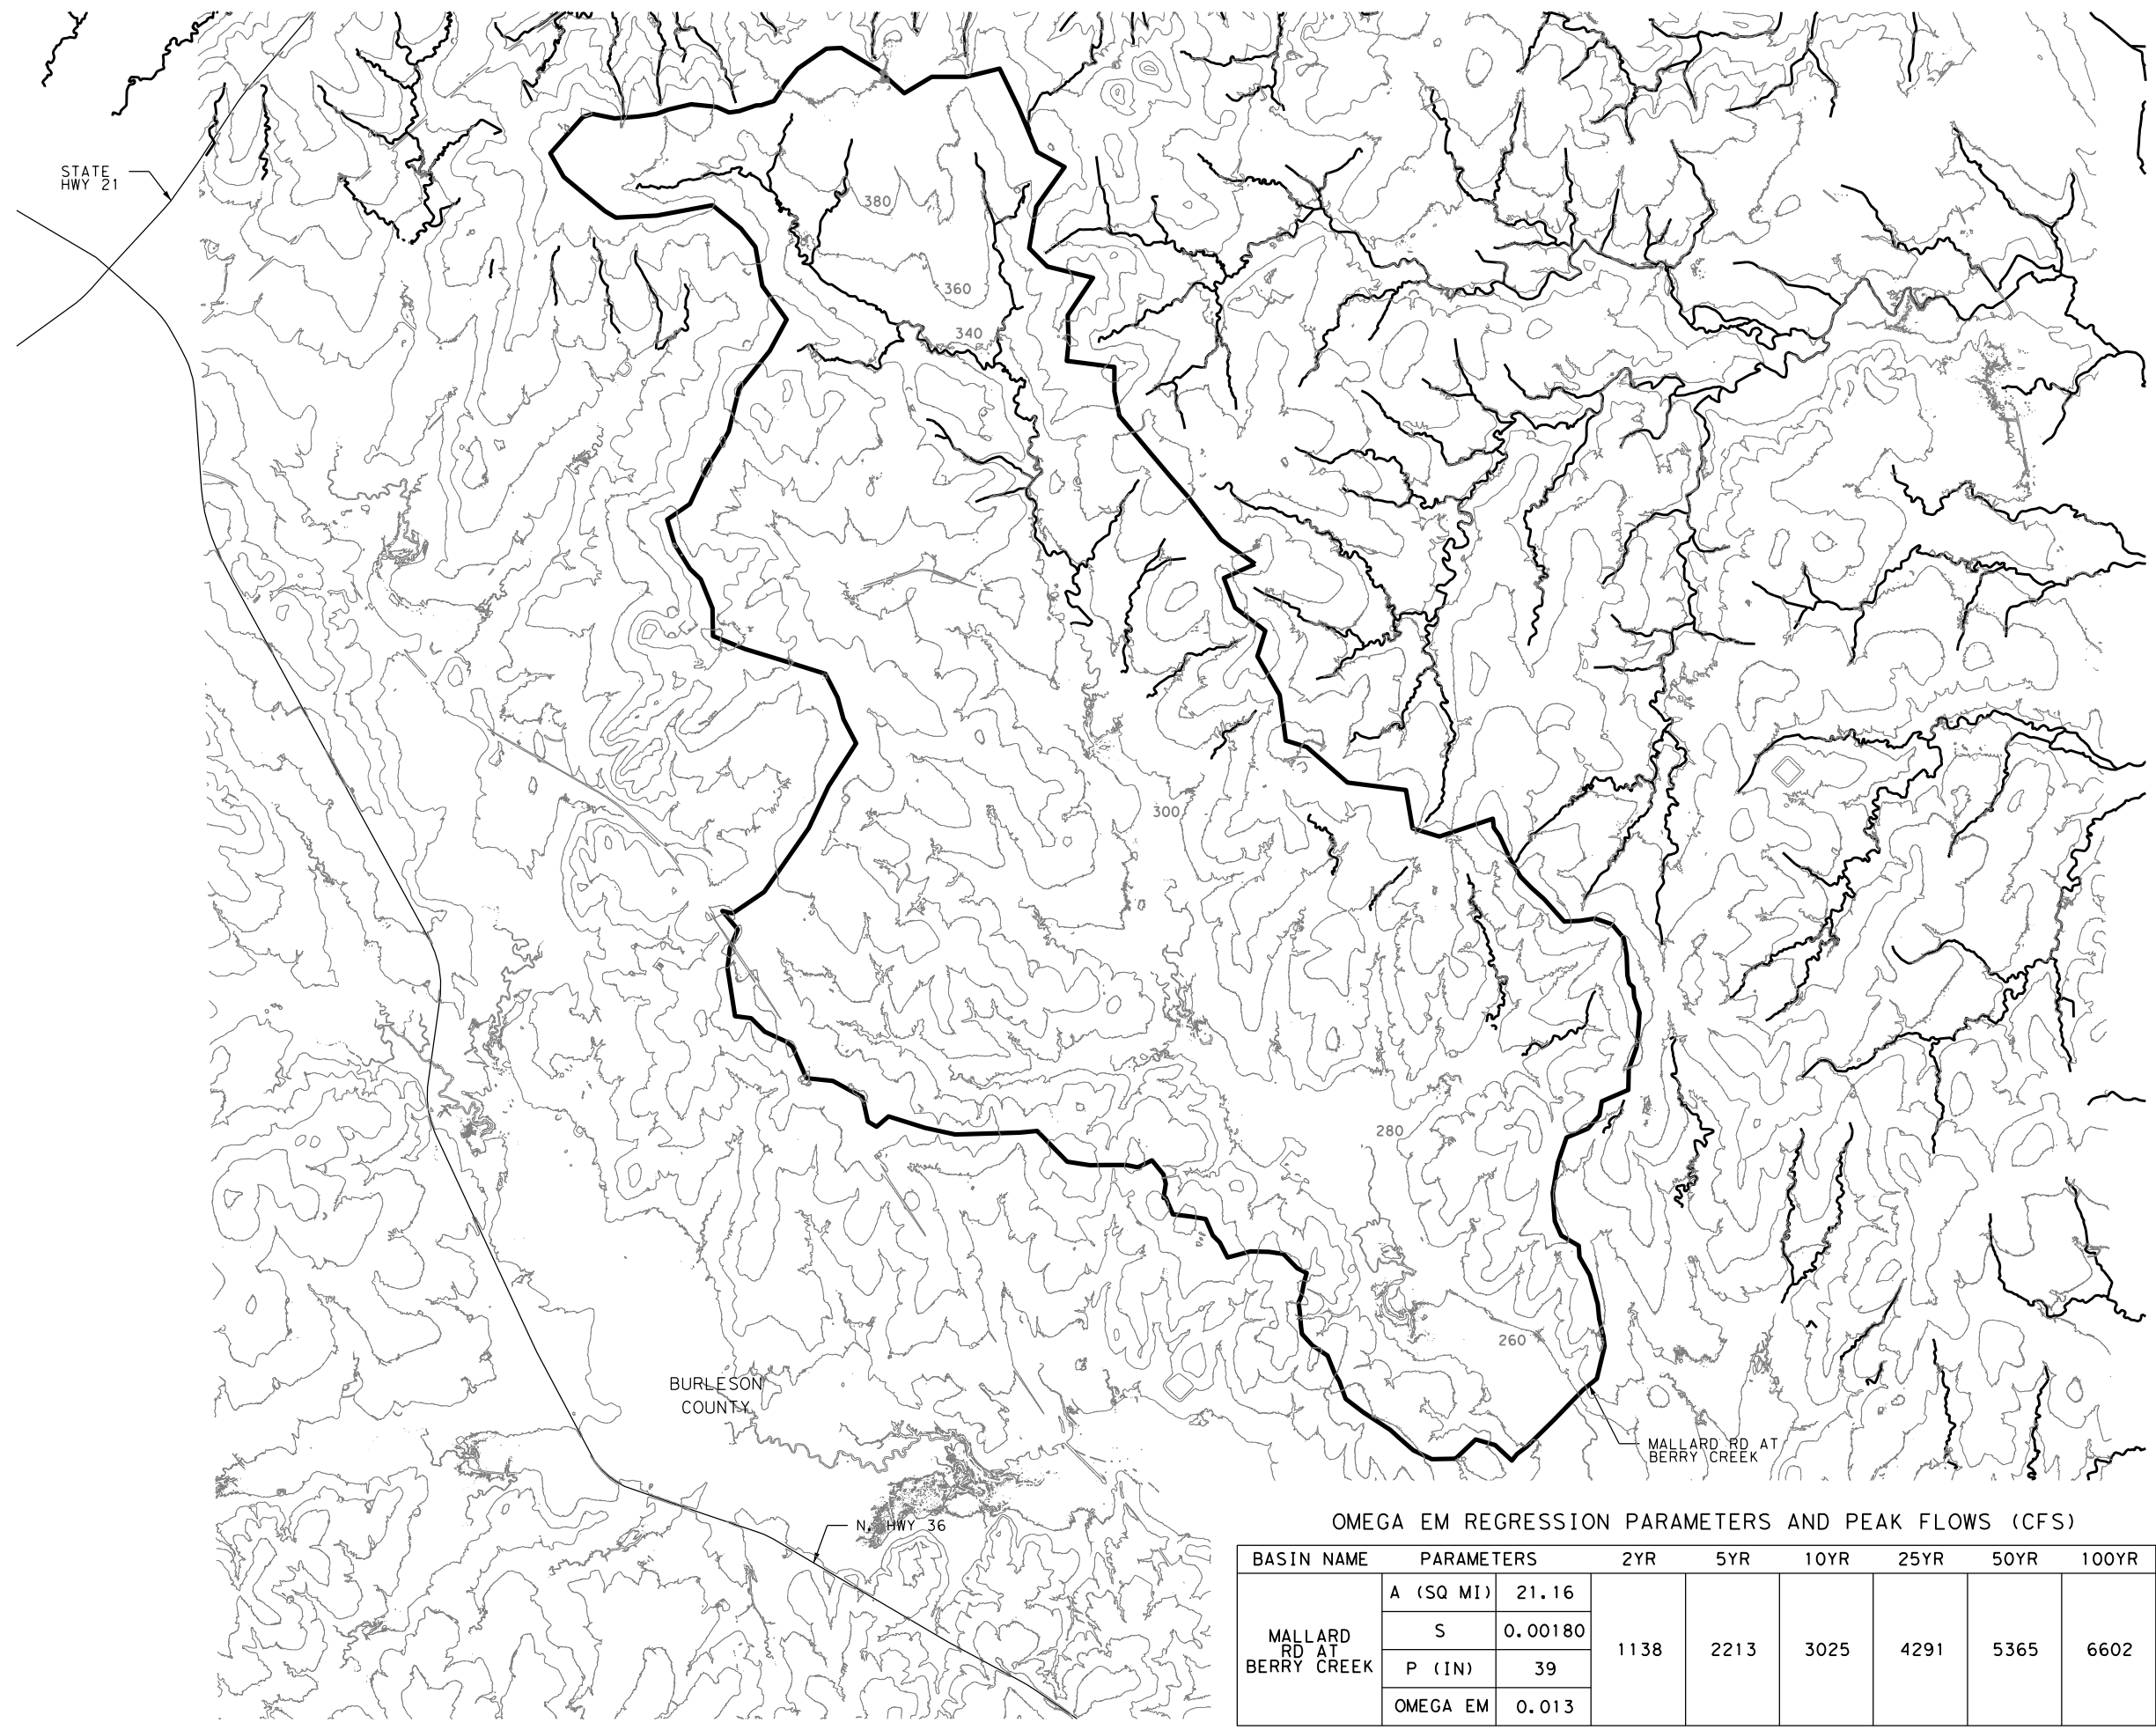 STATE
HWY 21
380
360
340
300
280
260
BURLESON
COUNTY
MALLARD RD AT
BERRY CREEK
N. HWY 36
OMEGA EM REGRESSION PARAMETERS AND PEAK FLOWS (CFS)
BASIN NAME PARAMETERS 2YR 5YR 10YR 25YR 50YR 100YR
MALLARD
RD AT
BERRY CREEK
A (SQ MI) 21.16
S 0.00180
P (IN) 39
OMEGA EM 0.013
1138 2213 3025 4291 5365 6602